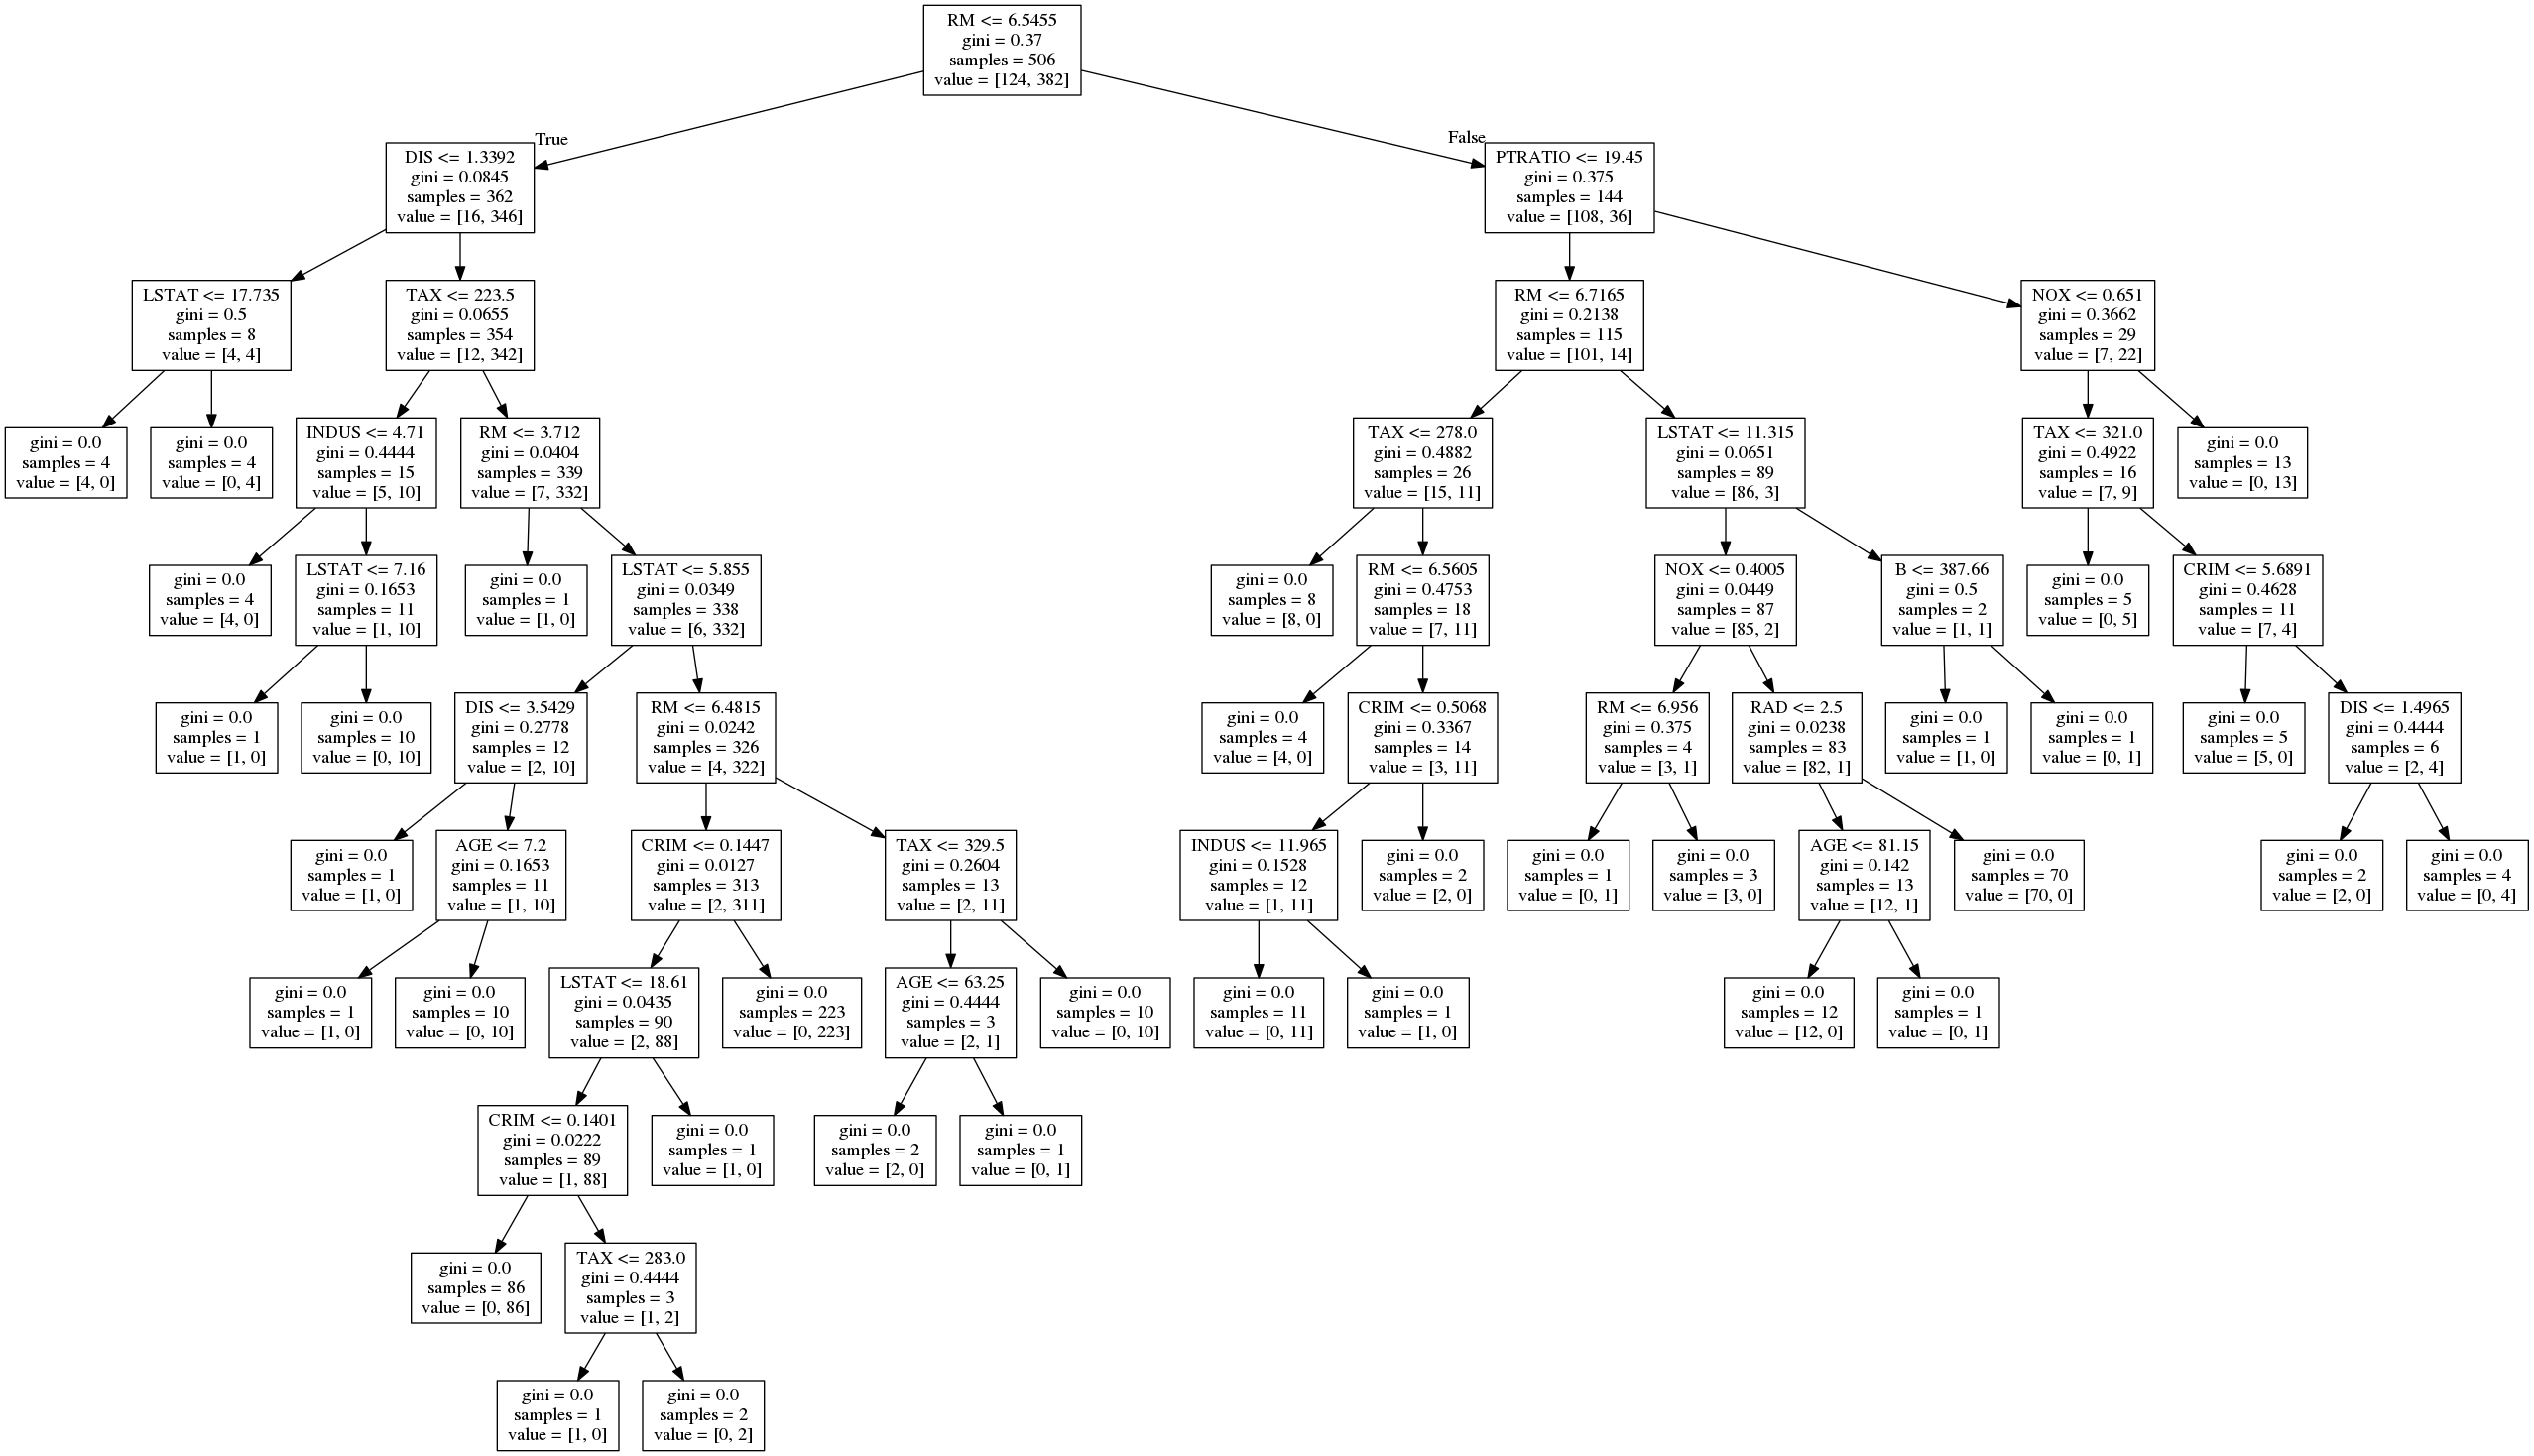 RM <= 6.5455
gini = 0.37
samples = 506
value = [124, 382]
True
False
DIS <= 1.3392
gini = 0.0845
samples = 362
value = [16, 346]
PTRATIO <= 19.45
gini = 0.375
samples = 144
value = [108, 36]
LSTAT <= 17.735
gini = 0.5
samples = 8
value = [4, 4]
TAX <= 223.5
gini = 0.0655
samples = 354
value = [12, 342]
RM <= 6.7165
gini = 0.2138
samples = 115
value = [101, 14]
NOX <= 0.651
gini = 0.3662
samples = 29
value = [7, 22]
gini = 0.0
samples = 4
value = [4, 0]
gini = 0.0
samples = 4
value = [0, 4]
INDUS <= 4.71
gini = 0.4444
samples = 15
value = [5, 10]
RM <= 3.712
gini = 0.0404
samples = 339
value = [7, 332]
TAX <= 278.0
gini = 0.4882
samples = 26
value = [15, 11]
LSTAT <= 11.315
gini = 0.0651
samples = 89
value = [86, 3]
TAX <= 321.0
gini = 0.4922
samples = 16
value = [7, 9]
gini = 0.0
samples = 13
value = [0, 13]
gini = 0.0
samples = 4
value = [4, 0]
LSTAT <= 7.16
gini = 0.1653
samples = 11
value = [1, 10]
gini = 0.0
samples = 1
value = [1, 0]
LSTAT <= 5.855
gini = 0.0349
samples = 338
value = [6, 332]
gini = 0.0
samples = 8
value = [8, 0]
RM <= 6.5605
gini = 0.4753
samples = 18
value = [7, 11]
NOX <= 0.4005
gini = 0.0449
samples = 87
value = [85, 2]
B <= 387.66
gini = 0.5
samples = 2
value = [1, 1]
gini = 0.0
samples = 5
value = [0, 5]
CRIM <= 5.6891
gini = 0.4628
samples = 11
value = [7, 4]
gini = 0.0
samples = 1
value = [1, 0]
gini = 0.0
samples = 10
value = [0, 10]
DIS <= 3.5429
gini = 0.2778
samples = 12
value = [2, 10]
RM <= 6.4815
gini = 0.0242
samples = 326
value = [4, 322]
gini = 0.0
samples = 4
value = [4, 0]
CRIM <= 0.5068
gini = 0.3367
samples = 14
value = [3, 11]
RM <= 6.956
gini = 0.375
samples = 4
value = [3, 1]
RAD <= 2.5
gini = 0.0238
samples = 83
value = [82, 1]
gini = 0.0
samples = 1
value = [1, 0]
gini = 0.0
samples = 1
value = [0, 1]
gini = 0.0
samples = 5
value = [5, 0]
DIS <= 1.4965
gini = 0.4444
samples = 6
value = [2, 4]
gini = 0.0
samples = 1
value = [1, 0]
AGE <= 7.2
gini = 0.1653
samples = 11
value = [1, 10]
CRIM <= 0.1447
gini = 0.0127
samples = 313
value = [2, 311]
TAX <= 329.5
gini = 0.2604
samples = 13
value = [2, 11]
INDUS <= 11.965
gini = 0.1528
samples = 12
value = [1, 11]
gini = 0.0
samples = 2
value = [2, 0]
gini = 0.0
samples = 1
value = [0, 1]
gini = 0.0
samples = 3
value = [3, 0]
AGE <= 81.15
gini = 0.142
samples = 13
value = [12, 1]
gini = 0.0
samples = 70
value = [70, 0]
gini = 0.0
samples = 2
value = [2, 0]
gini = 0.0
samples = 4
value = [0, 4]
gini = 0.0
samples = 1
value = [1, 0]
gini = 0.0
samples = 10
value = [0, 10]
LSTAT <= 18.61
gini = 0.0435
samples = 90
value = [2, 88]
gini = 0.0
samples = 223
value = [0, 223]
AGE <= 63.25
gini = 0.4444
samples = 3
value = [2, 1]
gini = 0.0
samples = 10
value = [0, 10]
gini = 0.0
samples = 11
value = [0, 11]
gini = 0.0
samples = 1
value = [1, 0]
gini = 0.0
samples = 12
value = [12, 0]
gini = 0.0
samples = 1
value = [0, 1]
CRIM <= 0.1401
gini = 0.0222
samples = 89
value = [1, 88]
gini = 0.0
samples = 1
value = [1, 0]
gini = 0.0
samples = 2
value = [2, 0]
gini = 0.0
samples = 1
value = [0, 1]
gini = 0.0
samples = 86
value = [0, 86]
TAX <= 283.0
gini = 0.4444
samples = 3
value = [1, 2]
gini = 0.0
samples = 1
value = [1, 0]
gini = 0.0
samples = 2
value = [0, 2]